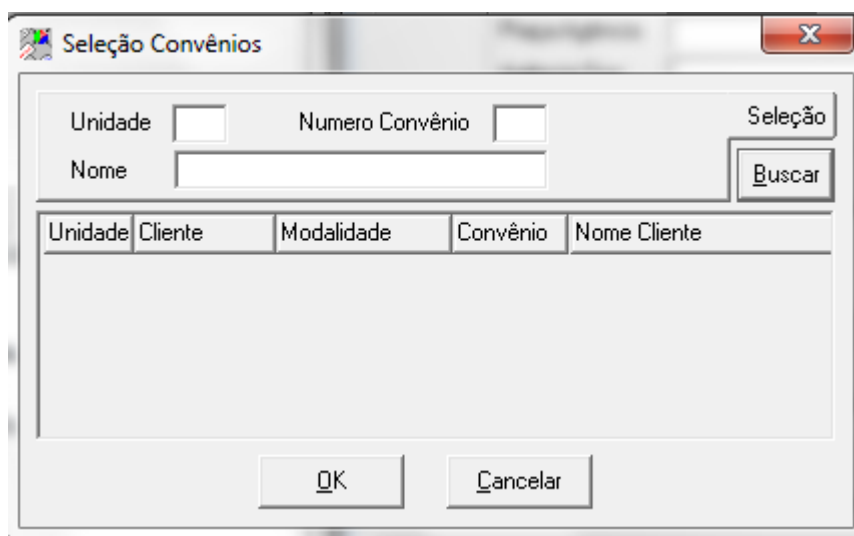 Seleção Convênios
Unidade Numero Convênio Seleção
Nome Buscar
Unidade Cliente Modalidade Convênio Nome Cliente
OK Cancelar